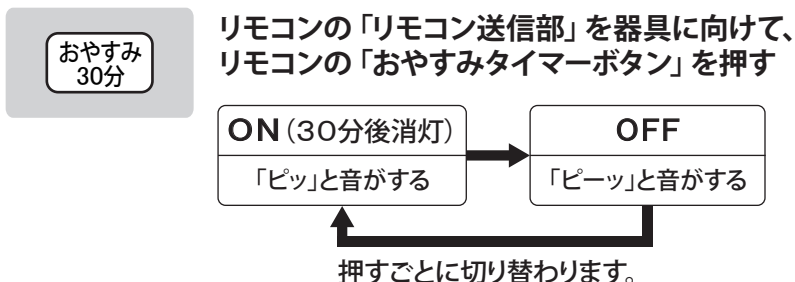 おやすみ
30分
リモコンの「リモコン送信部」を器具に向けて、
リモコンの「おやすみタイマーボタン」を押す
ON(30分後消灯)
「ピッ」と音がする
OFF
「ピーッ」と音がする
押すごとに切り替わります。